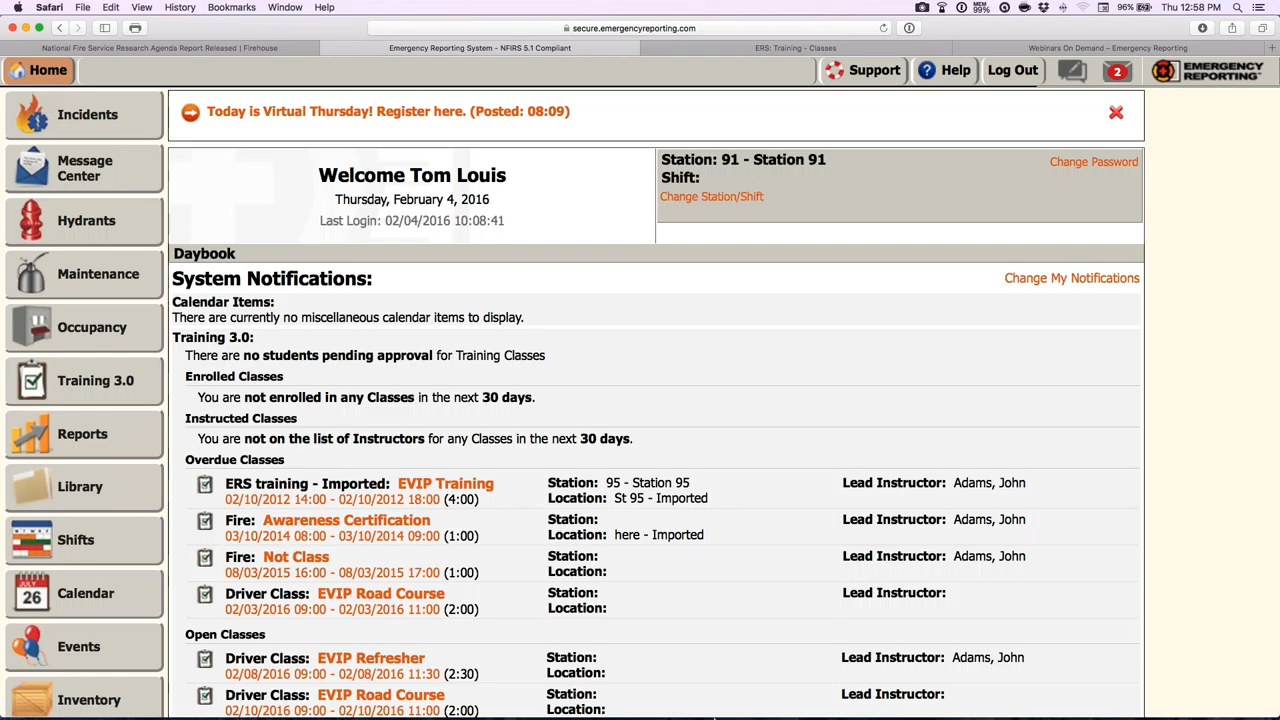 Safari File Edit View History Bookmarks Window Help MEM 99% 96% Thu 12:58 PM
secure.emergencyreporting.com
National Fire Service Research Agenda Report Released | Firehouse Emergency Reporting System - NFIRS 5.1 Compliant ERS: Training - Classes Webinars On Demand – Emergency Reporting
Home Support Help Log Out 2 EMERGENCY REPORTING
Incidents
Message Center
Hydrants
Maintenance
Occupancy
Training 3.0
Reports
Library
Shifts
JULY 26 Calendar
Events
Inventory
Today is Virtual Thursday! Register here. (Posted: 08:09)
Welcome Tom Louis
Thursday, February 4, 2016
Last Login: 02/04/2016 10:08:41
Station: 91 - Station 91 Change Password
Shift:
Change Station/Shift
Daybook
System Notifications: Change My Notifications
Calendar Items:
There are currently no miscellaneous calendar items to display.
Training 3.0:
There are no students pending approval for Training Classes
Enrolled Classes
You are not enrolled in any Classes in the next 30 days.
Instructed Classes
You are not on the list of Instructors for any Classes in the next 30 days.
Overdue Classes
ERS training - Imported: EVIP Training Station: 95 - Station 95 Lead Instructor: Adams, John
02/10/2012 14:00 - 02/10/2012 18:00 (4:00) Location: St 95 - Imported
Fire: Awareness Certification Station: Lead Instructor: Adams, John
03/10/2014 08:00 - 03/10/2014 09:00 (1:00) Location: here - Imported
Fire: Not Class Station: Lead Instructor: Adams, John
08/03/2015 16:00 - 08/03/2015 17:00 (1:00) Location:
Driver Class: EVIP Road Course Station: Lead Instructor:
02/03/2016 09:00 - 02/03/2016 11:00 (2:00) Location:
Open Classes
Driver Class: EVIP Refresher Station: Lead Instructor: Adams, John
02/08/2016 09:00 - 02/08/2016 11:30 (2:30) Location:
Driver Class: EVIP Road Course Station: Lead Instructor:
02/10/2016 09:00 - 02/10/2016 11:00 (2:00) Location: